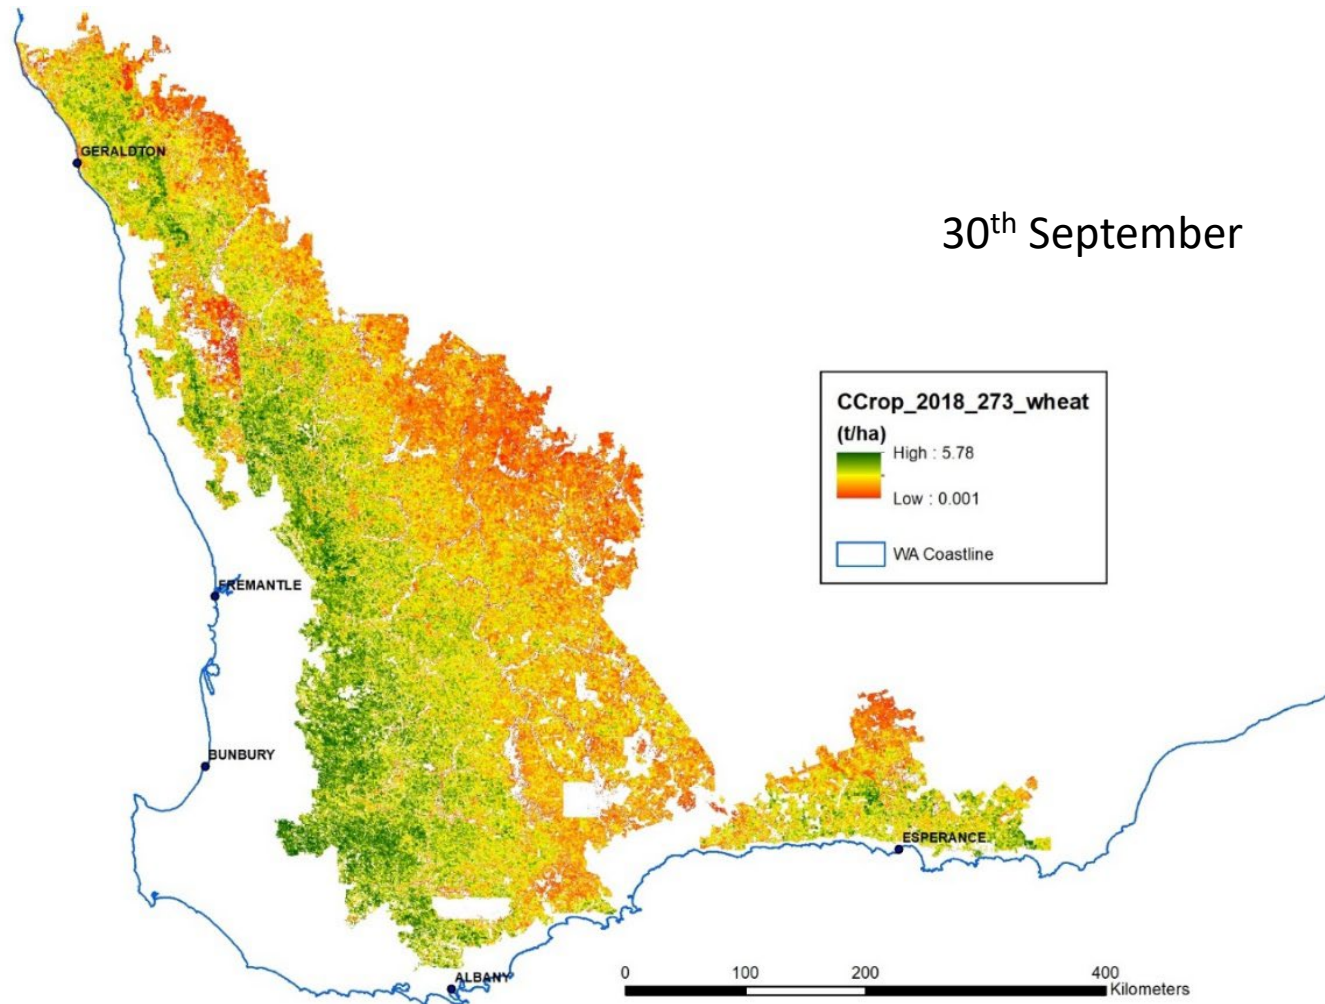 GERALDTON
30th September
CCrop_2018_273_wheat
(t/ha)
High : 5.78
Low : 0.001
WA Coastline
FREMANTLE
BUNBURY
ESPERANCE
ALBANY
0 100 200 400
Kilometers